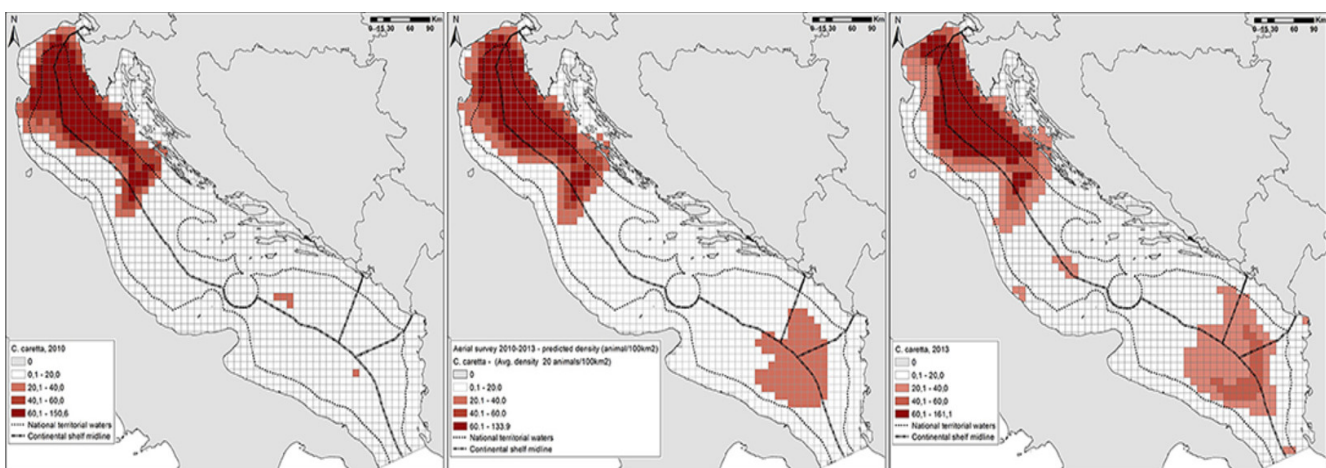 N
Km
0 15 30 60 90
C. caretta, 2010
0
0,1 - 20,0
20,1 - 40,0
40,1 - 60,0
60,1 - 150,6
National territorial waters
Continental shelf midline
N
Km
0 15 30 60 90
Aerial survey 2010-2013 - predicted density (animal/100km2)
C. caretta - (Avg. density 20 animals/100km2)
0
0.1 - 20.0
20.1 - 40.0
40.1 - 60.0
60.1 - 133.9
National territorial waters
Continental shelf midline
N
Km
0 15 30 60 90
C. caretta, 2013
0
0,1 - 20,0
20,1 - 40,0
40,1 - 60,0
60,1 - 161,1
National territorial waters
Continental shelf midline